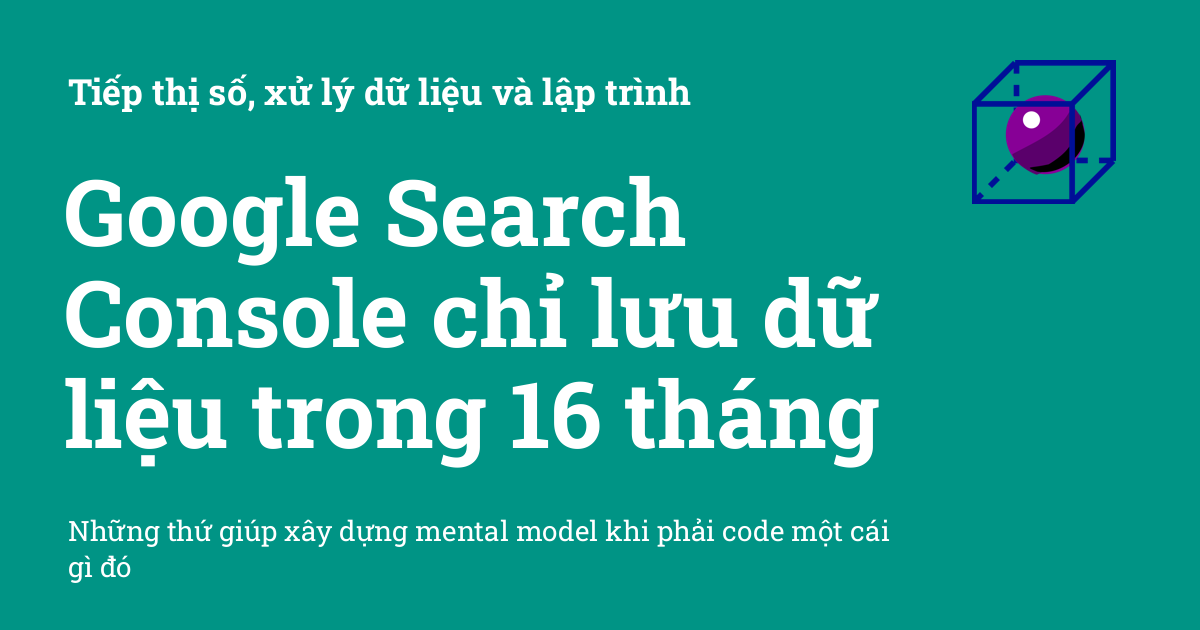 Tiếp thị số, xử lý dữ liệu và lập trình
Google Search
Console chỉ lưu dữ
liệu trong 16 tháng
Những thứ giúp xây dựng mental model khi phải code một cái
gì đó